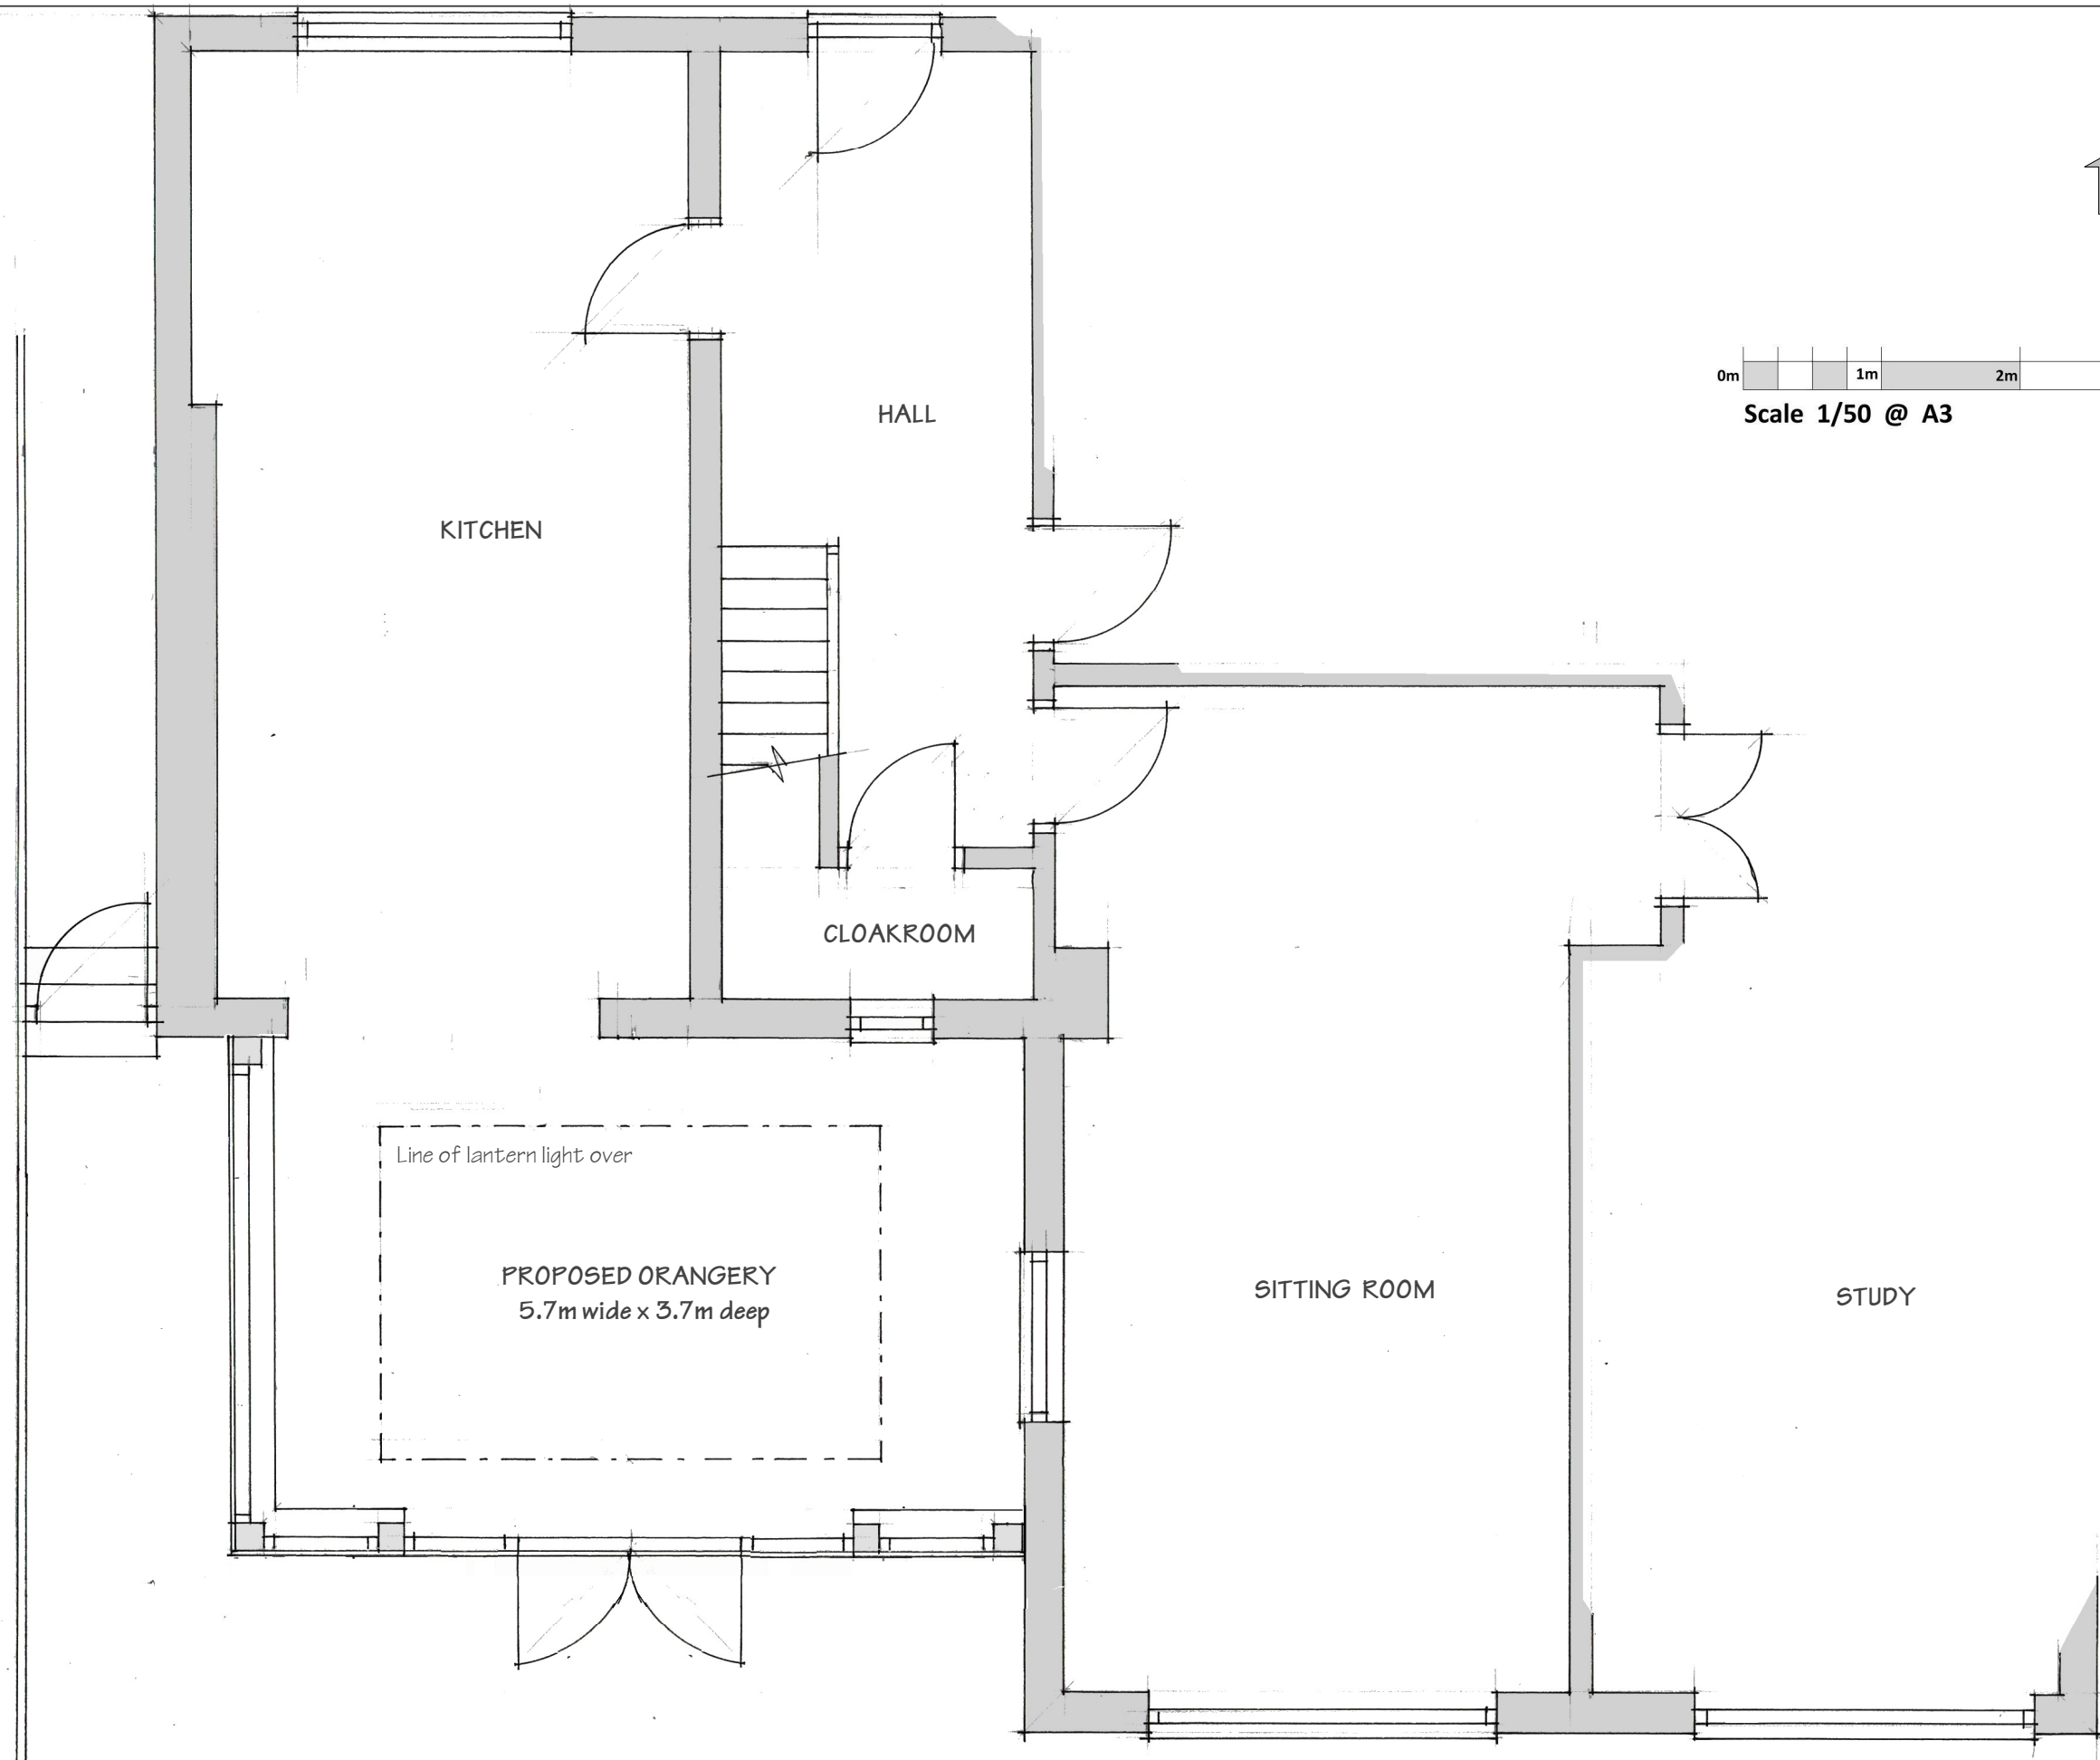 0m 1m 2m
Scale 1/50 @ A3
HALL
KITCHEN
CLOAKROOM
Line of lantern light over
PROPOSED ORANGERY
5.7m wide x 3.7m deep
SITTING ROOM
STUDY